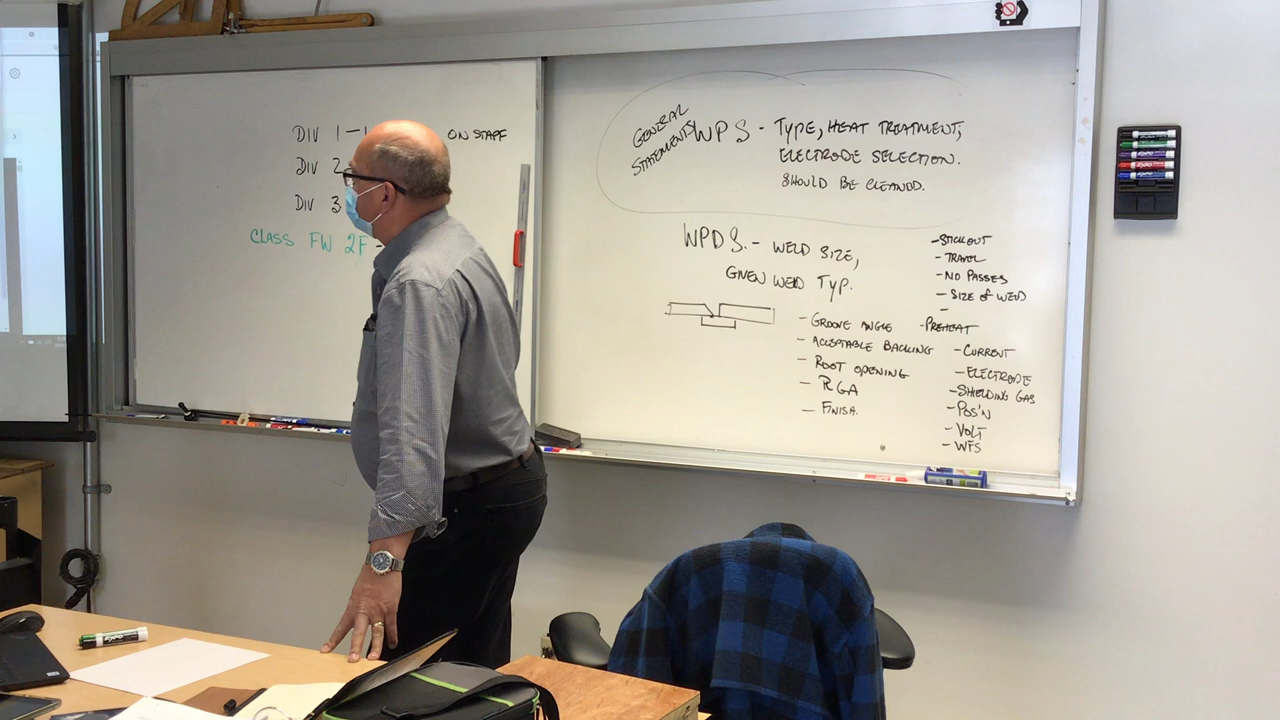 DIV 1-1
ON STAFF
DIV 2
DIV 3
CLASS FW 2F -
GENERAL
STATEMENTS
WPS - TYPE, HEAT TREATMENT,
ELECTRODE SELECTION.
SHOULD BE CLEANED.
WPDS. - WELD SIZE,
GIVEN WELD TYP.
- STICKOUT
- TRAVEL
- NO PASSES
- SIZE OF WELD
-
- GROOVE ANGLE
- ACCEPTABLE BACKING
- ROOT OPENING
- RGA
- FINISH.
- PREHEAT
- CURRENT
- ELECTRODE
- SHIELDING GAS
- POS'N
- VOLT
- WFS
EXPO